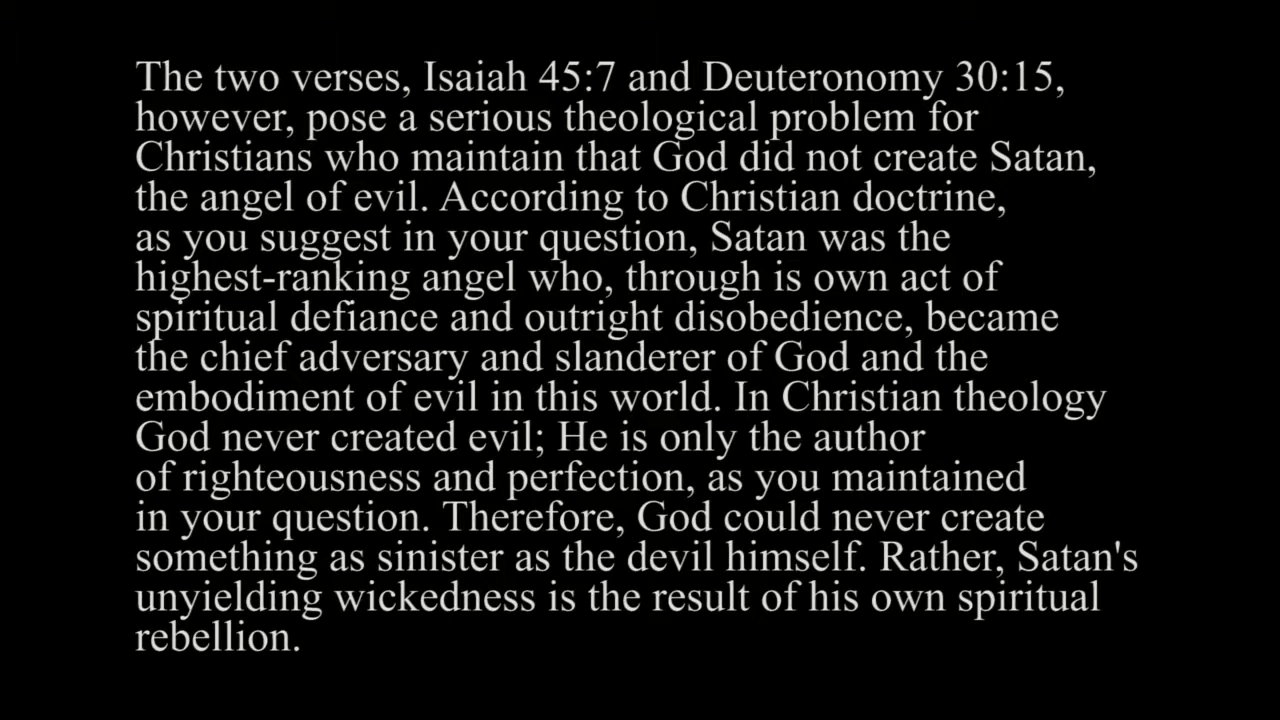 The two verses, Isaiah 45:7 and Deuteronomy 30:15,
however, pose a serious theological problem for
Christians who maintain that God did not create Satan,
the angel of evil. According to Christian doctrine,
as you suggest in your question, Satan was the
highest-ranking angel who, through is own act of
spiritual defiance and outright disobedience, became
the chief adversary and slanderer of God and the
embodiment of evil in this world. In Christian theology
God never created evil; He is only the author
of righteousness and perfection, as you maintained
in your question. Therefore, God could never create
something as sinister as the devil himself. Rather, Satan's
unyielding wickedness is the result of his own spiritual
rebellion.